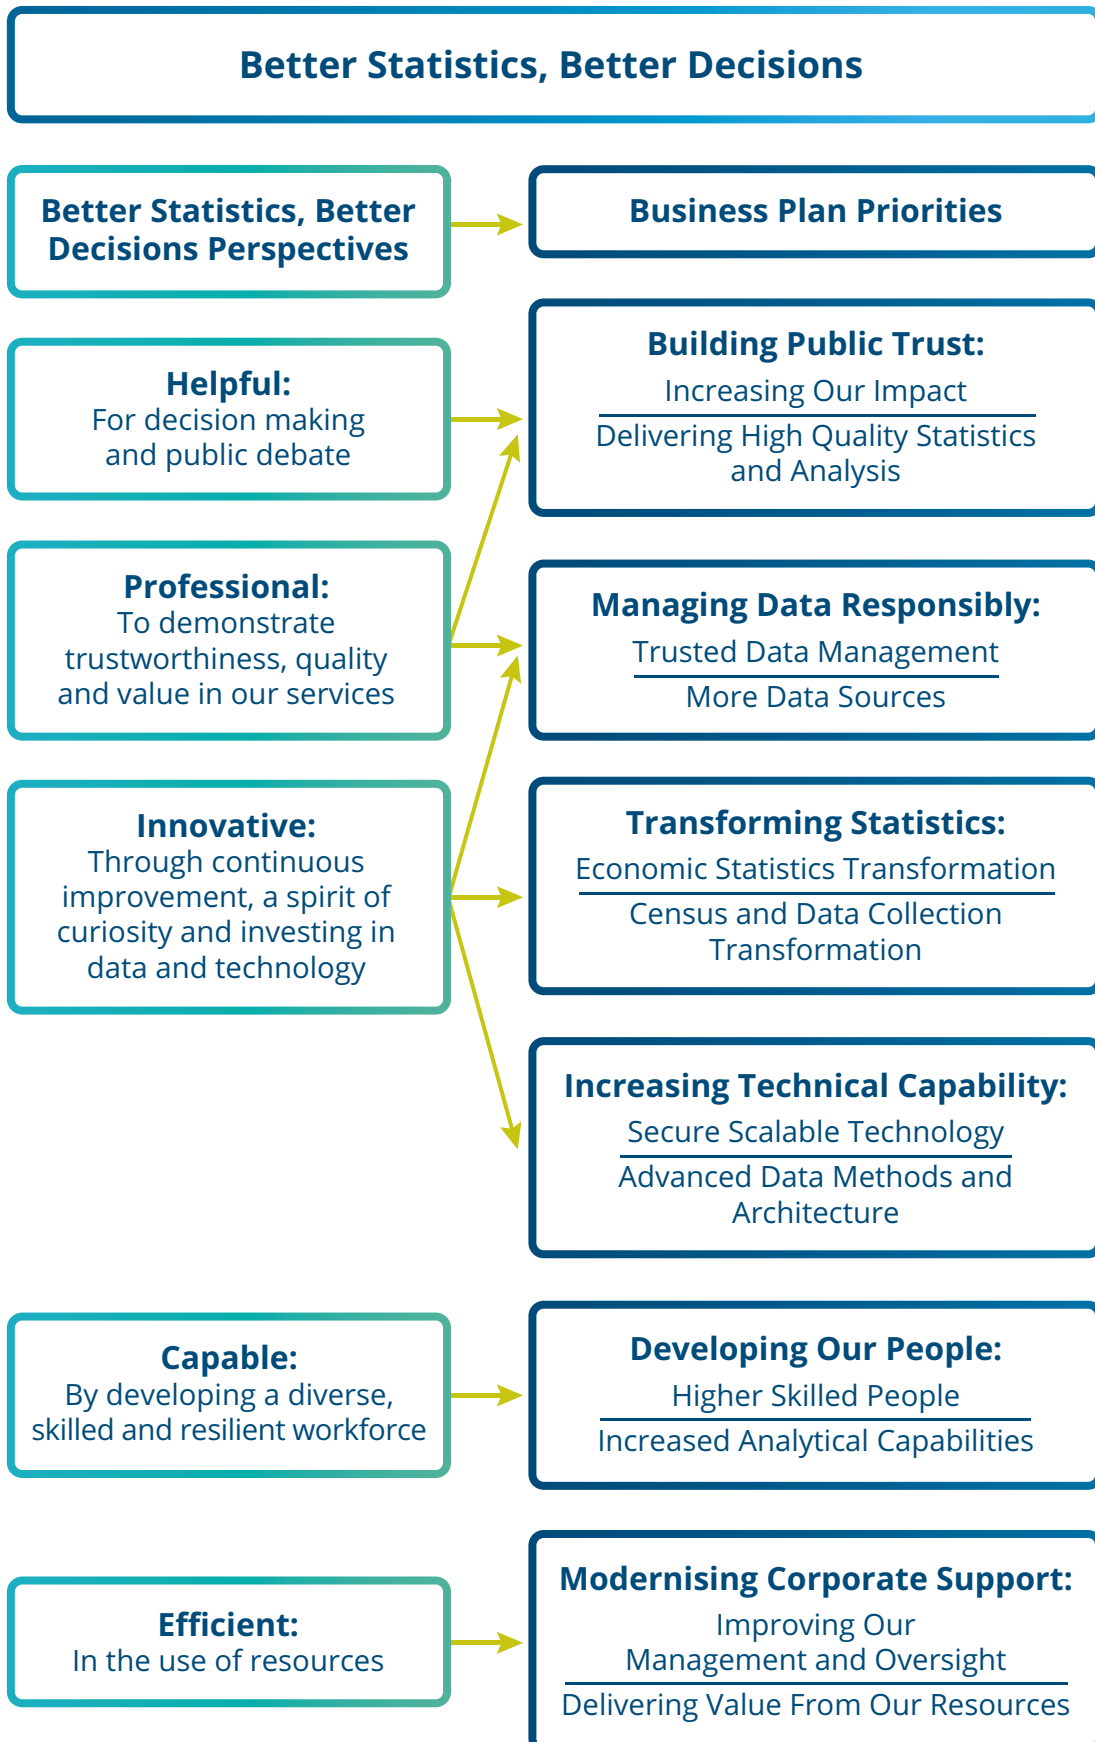 Better Statistics, Better Decisions
Better Statistics, Better
Decisions Perspectives
Business Plan Priorities
Helpful:
For decision making
and public debate
Building Public Trust:
Increasing Our Impact
Delivering High Quality Statistics
and Analysis
Professional:
To demonstrate
trustworthiness, quality
and value in our services
Managing Data Responsibly:
Trusted Data Management
More Data Sources
Innovative:
Through continuous
improvement, a spirit of
curiosity and investing in
data and technology
Transforming Statistics:
Economic Statistics Transformation
Census and Data Collection
Transformation
Increasing Technical Capability:
Secure Scalable Technology
Advanced Data Methods and
Architecture
Capable:
By developing a diverse,
skilled and resilient workforce
Developing Our People:
Higher Skilled People
Increased Analytical Capabilities
Efficient:
In the use of resources
Modernising Corporate Support:
Improving Our
Management and Oversight
Delivering Value From Our Resources